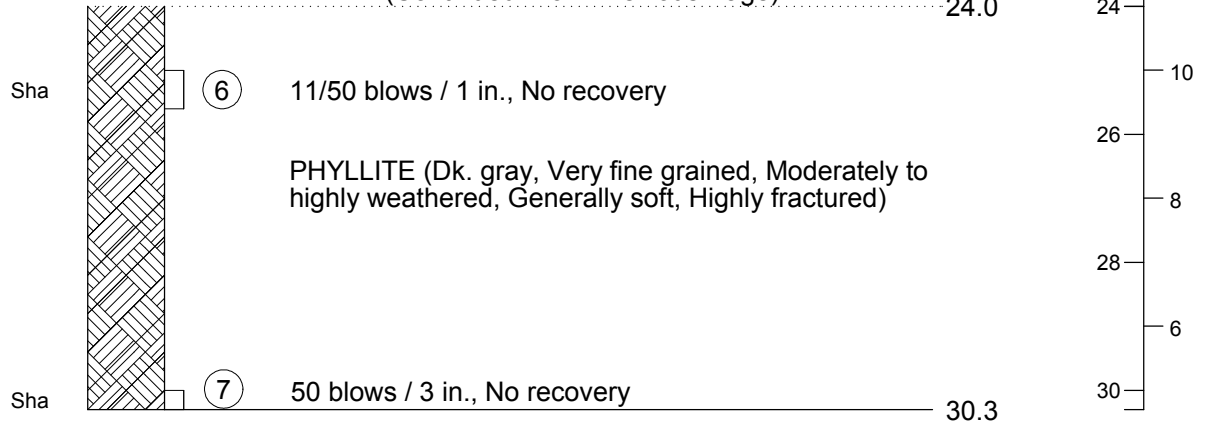 24.0 24
10
Sha 6 11/50 blows / 1 in., No recovery
26
PHYLLITE (Dk. gray, Very fine grained, Moderately to
highly weathered, Generally soft, Highly fractured)
8
28
6
Sha 7 50 blows / 3 in., No recovery 30
30.3